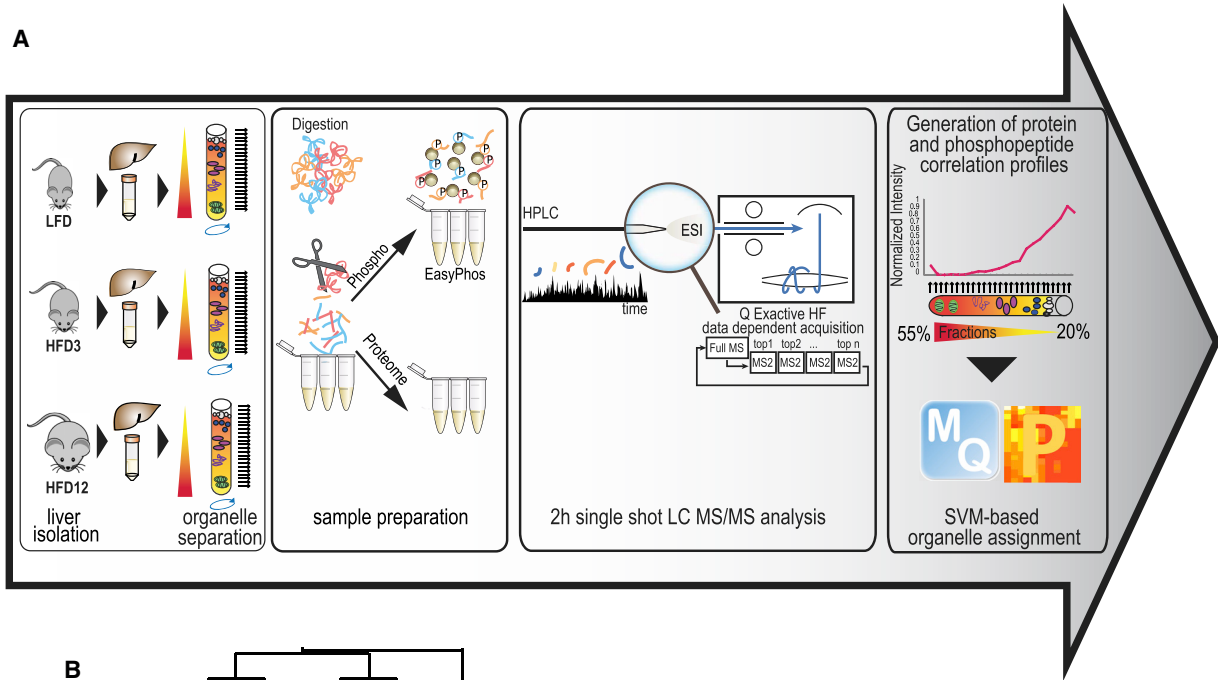 A
LFD
HFD3
HFD12
liver
isolation
organelle
separation
Digestion
P
P
P
P
P
P
P
P
Phospho
EasyPhos
Proteome
sample preparation
HPLC
ESI
time
Q Exactive HF
data dependent acquisition
Full MS
top1 top2 ... top n
MS2 MS2 MS2 MS2
2h single shot LC MS/MS analysis
Generation of protein
and phosphopeptide
correlation profiles
Normalized Intensity
1
0.9
0.8
0.7
0.6
0.5
0.4
0.3
0.2
0.1
0
55% Fractions 20%
MQ
P
SVM-based
organelle assignment
B